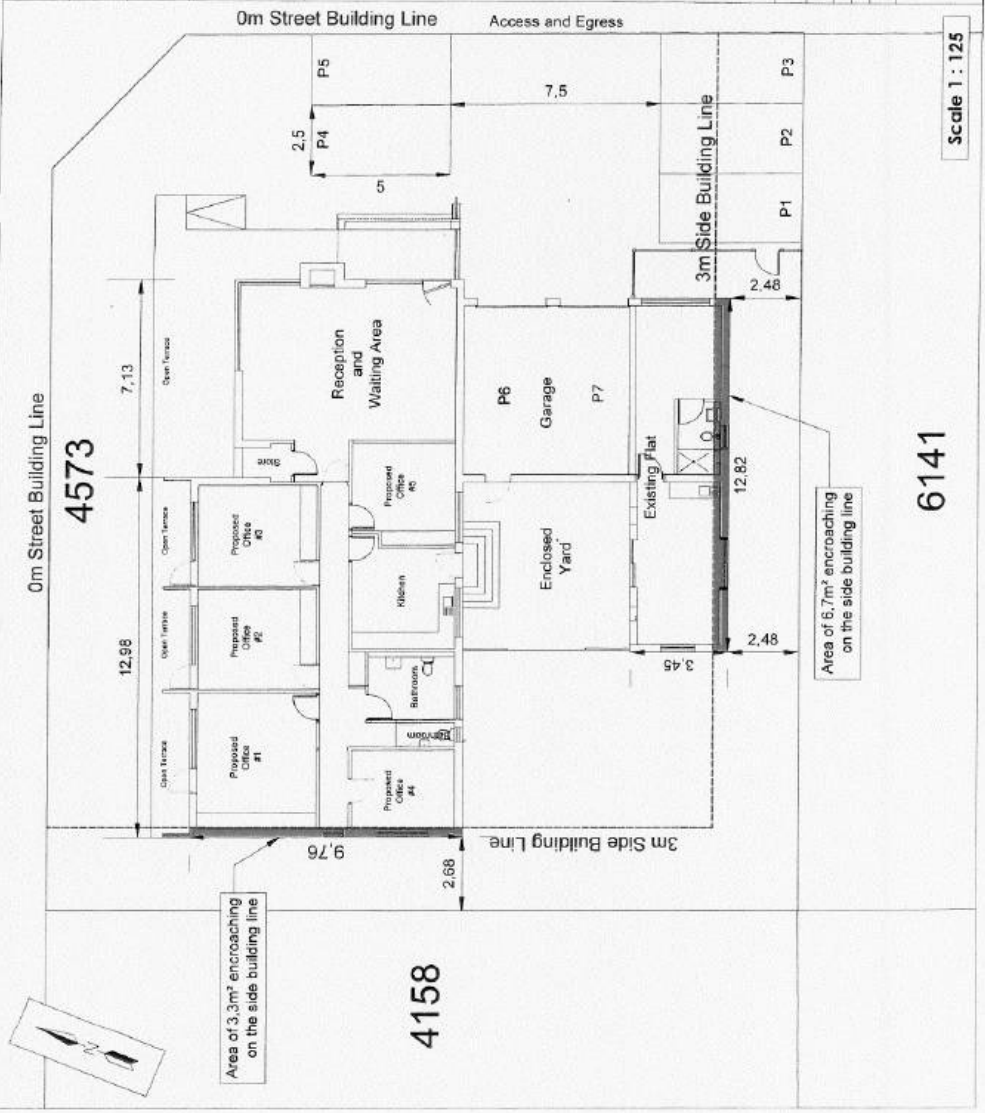 0m Street Building Line
Access and Egress
Scale 1 : 125
P5
P4
2,5
5
7,5
P3
P2
P1
3m Side Building Line
2,48
0m Street Building Line
4573
7,13
12,98
Open Terrace
Open Terrace
Open Terrace
Open Terrace
Reception
and
Waiting Area
Store
Proposed
Office
#5
Proposed
Office
#3
Proposed
Office
#2
Proposed
Office
#1
Proposed
Office
#4
Kitchen
Bathroom
Bathroom
P6
Garage
P7
Enclosed
Yard
Existing Flat
12,82
3,45
2,48
Area of 6,7m² encroaching
on the side building line
6141
9,76
2,68
3m Side Building Line
Area of 3,3m² encroaching
on the side building line
4158
N